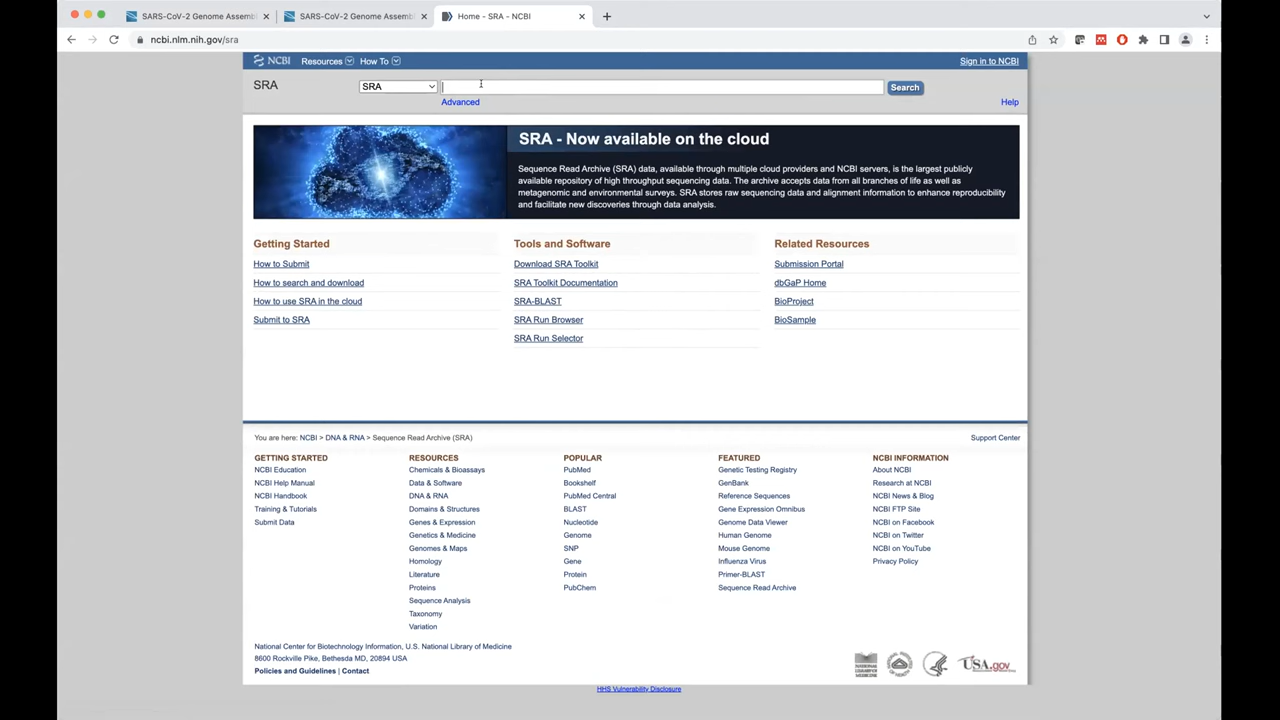 SARS-CoV-2 Genome Assembl
SARS-CoV-2 Genome Assembl
Home - SRA - NCBI
ncbi.nlm.nih.gov/sra
NCBI Resources How To Sign in to NCBI
SRA SRA Search
Advanced Help
SRA - Now available on the cloud
Sequence Read Archive (SRA) data, available through multiple cloud providers and NCBI servers, is the largest publicly
available repository of high throughput sequencing data. The archive accepts data from all branches of life as well as
metagenomic and environmental surveys. SRA stores raw sequencing data and alignment information to enhance reproducibility
and facilitate new discoveries through data analysis.
Getting Started
How to Submit
How to search and download
How to use SRA in the cloud
Submit to SRA
Tools and Software
Download SRA Toolkit
SRA Toolkit Documentation
SRA-BLAST
SRA Run Browser
SRA Run Selector
Related Resources
Submission Portal
dbGaP Home
BioProject
BioSample
You are here: NCBI > DNA & RNA > Sequence Read Archive (SRA) Support Center
GETTING STARTED
NCBI Education
NCBI Help Manual
NCBI Handbook
Training & Tutorials
Submit Data
RESOURCES
Chemicals & Bioassays
Data & Software
DNA & RNA
Domains & Structures
Genes & Expression
Genetics & Medicine
Genomes & Maps
Homology
Literature
Proteins
Sequence Analysis
Taxonomy
Variation
POPULAR
PubMed
Bookshelf
PubMed Central
BLAST
Nucleotide
Genome
SNP
Gene
Protein
PubChem
FEATURED
Genetic Testing Registry
GenBank
Reference Sequences
Gene Expression Omnibus
Genome Data Viewer
Human Genome
Mouse Genome
Influenza Virus
Primer-BLAST
Sequence Read Archive
NCBI INFORMATION
About NCBI
Research at NCBI
NCBI News & Blog
NCBI FTP Site
NCBI on Facebook
NCBI on Twitter
NCBI on YouTube
Privacy Policy
National Center for Biotechnology Information, U.S. National Library of Medicine
8600 Rockville Pike, Bethesda MD, 20894 USA
Policies and Guidelines | Contact
USA.gov
HHS Vulnerability Disclosure